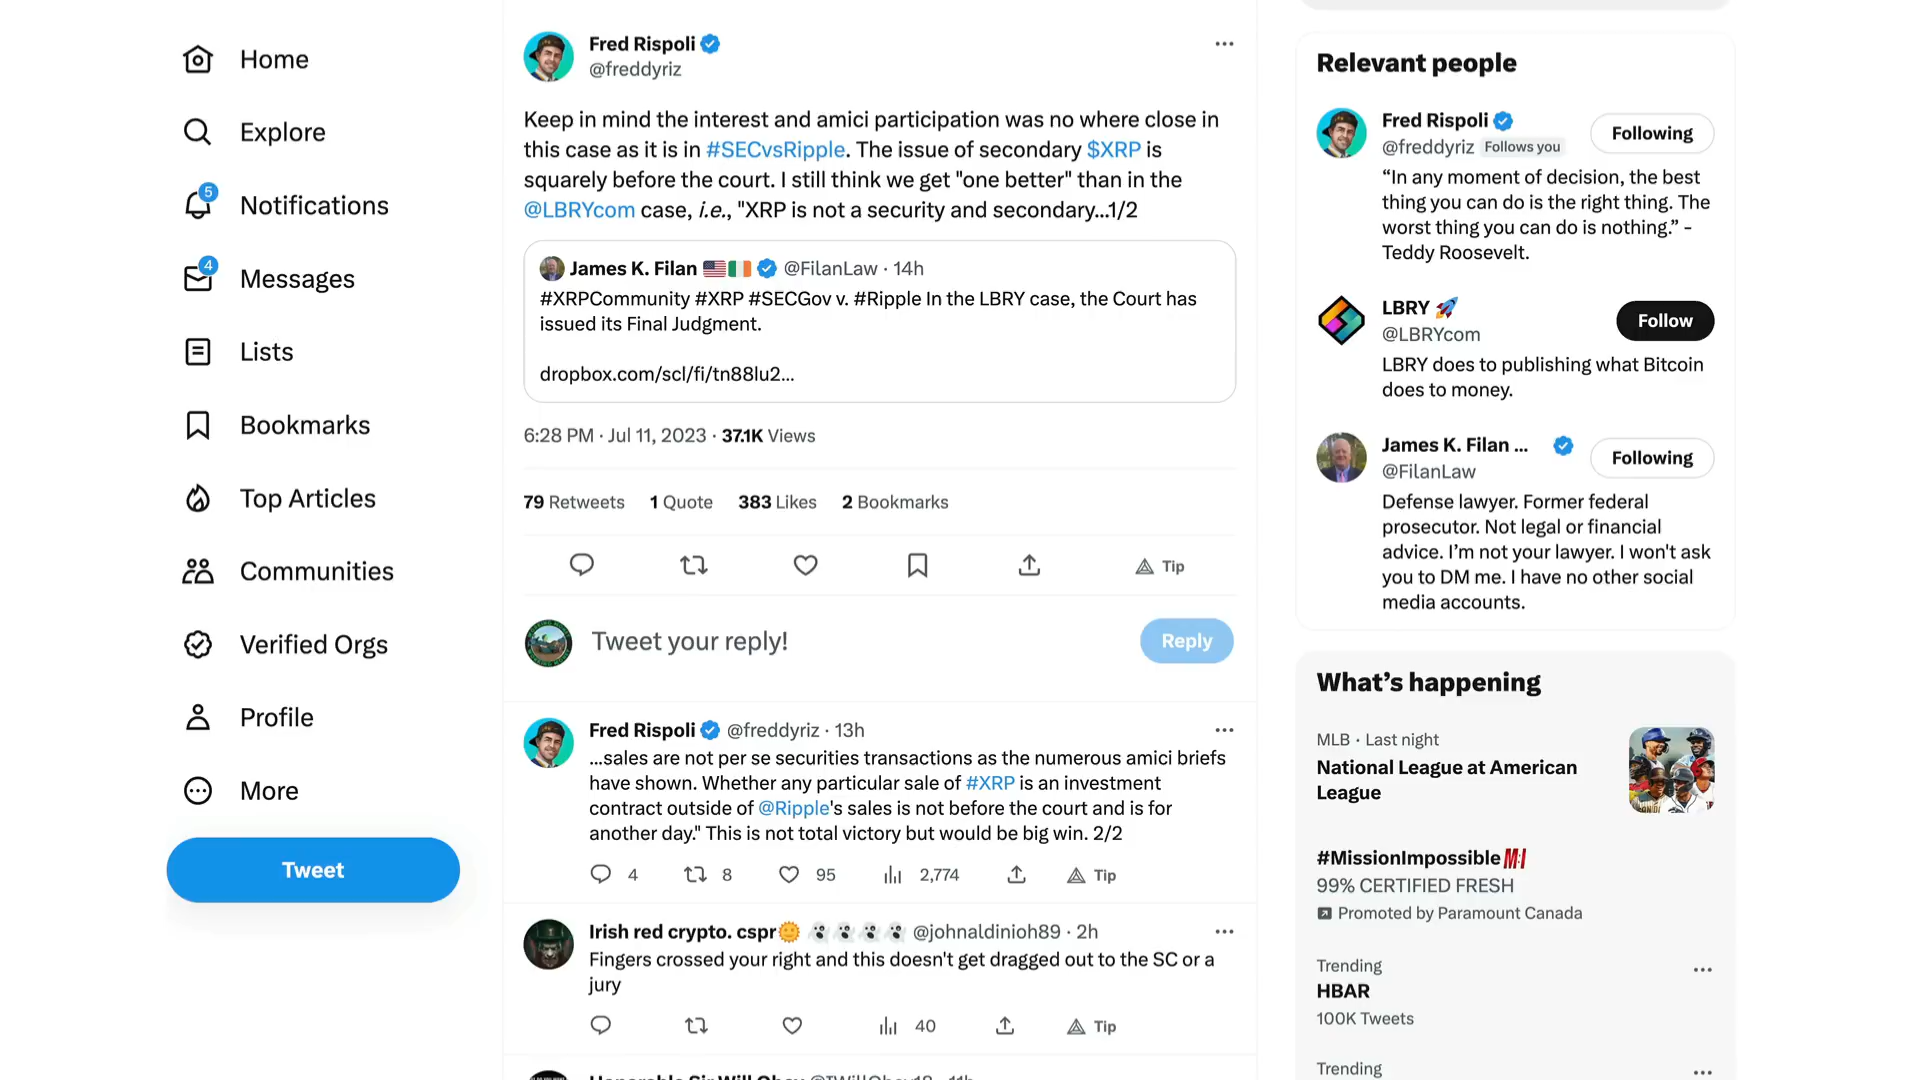 Home
Explore
5
Notifications
4
Messages
Lists
Bookmarks
Top Articles
Communities
Verified Orgs
Profile
More
Tweet
Fred Rispoli
@freddyriz
Keep in mind the interest and amici participation was no where close in
this case as it is in #SECvsRipple. The issue of secondary $XRP is
squarely before the court. I still think we get "one better" than in the
@LBRYcom case, i.e., "XRP is not a security and secondary...1/2
James K. Filan 🇺🇸🇮🇪 @FilanLaw · 14h
#XRPCommunity #XRP #SECGov v. #Ripple In the LBRY case, the Court has
issued its Final Judgment.
dropbox.com/scl/fi/tn88lu2...
6:28 PM · Jul 11, 2023 · 37.1K Views
79 Retweets 1 Quote 383 Likes 2 Bookmarks
Tip
Tweet your reply!
Reply
Fred Rispoli @freddyriz · 13h
...sales are not per se securities transactions as the numerous amici briefs
have shown. Whether any particular sale of #XRP is an investment
contract outside of @Ripple's sales is not before the court and is for
another day." This is not total victory but would be big win. 2/2
4 8 95 2,774 Tip
Irish red crypto. cspr🌞 👻👻👻👻 @johnaldinioh89 · 2h
Fingers crossed your right and this doesn't get dragged out to the SC or a
jury
40 Tip
Relevant people
Fred Rispoli
Following
@freddyriz Follows you
“In any moment of decision, the best
thing you can do is the right thing. The
worst thing you can do is nothing.” -
Teddy Roosevelt.
LBRY 🚀
Follow
@LBRYcom
LBRY does to publishing what Bitcoin
does to money.
James K. Filan ...
Following
@FilanLaw
Defense lawyer. Former federal
prosecutor. Not legal or financial
advice. I’m not your lawyer. I won't ask
you to DM me. I have no other social
media accounts.
What’s happening
MLB · Last night
National League at American
League
#MissionImpossible
99% CERTIFIED FRESH
Promoted by Paramount Canada
Trending
HBAR
100K Tweets
Trending